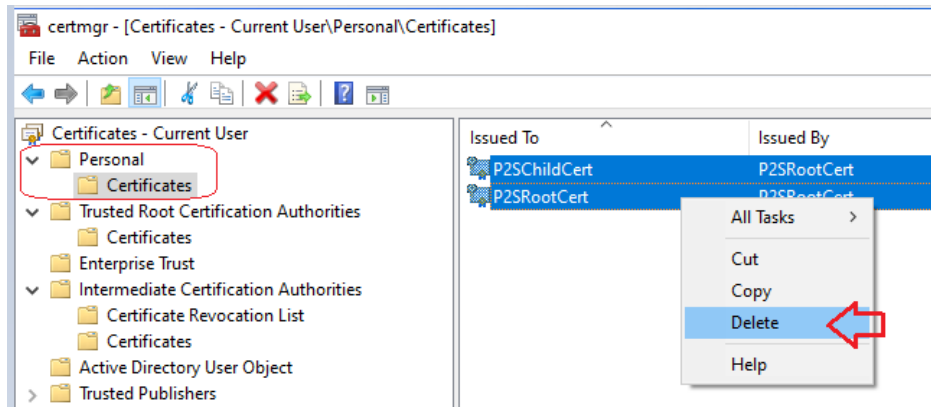 certmgr - [Certificates - Current User\Personal\Certificates]
File Action View Help
Certificates - Current User
Personal
Certificates
Trusted Root Certification Authorities
Certificates
Enterprise Trust
Intermediate Certification Authorities
Certificate Revocation List
Certificates
Active Directory User Object
Trusted Publishers
Issued To Issued By
P2SChildCert P2SRootCert
P2SRootCert P2SRootCert
All Tasks
Cut
Copy
Delete
Help